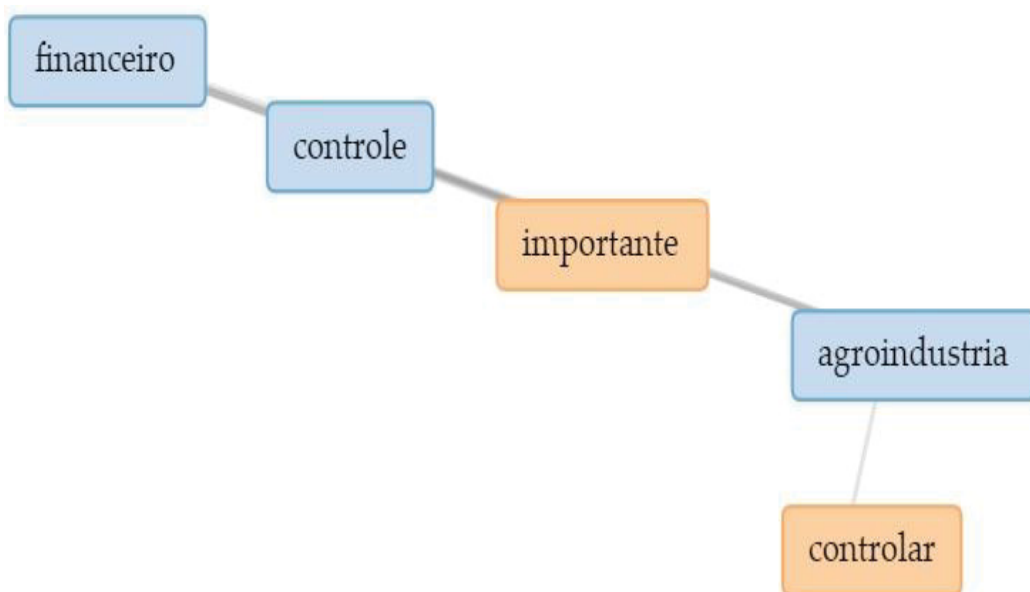 financeiro
controle
importante
agroindustria
controlar